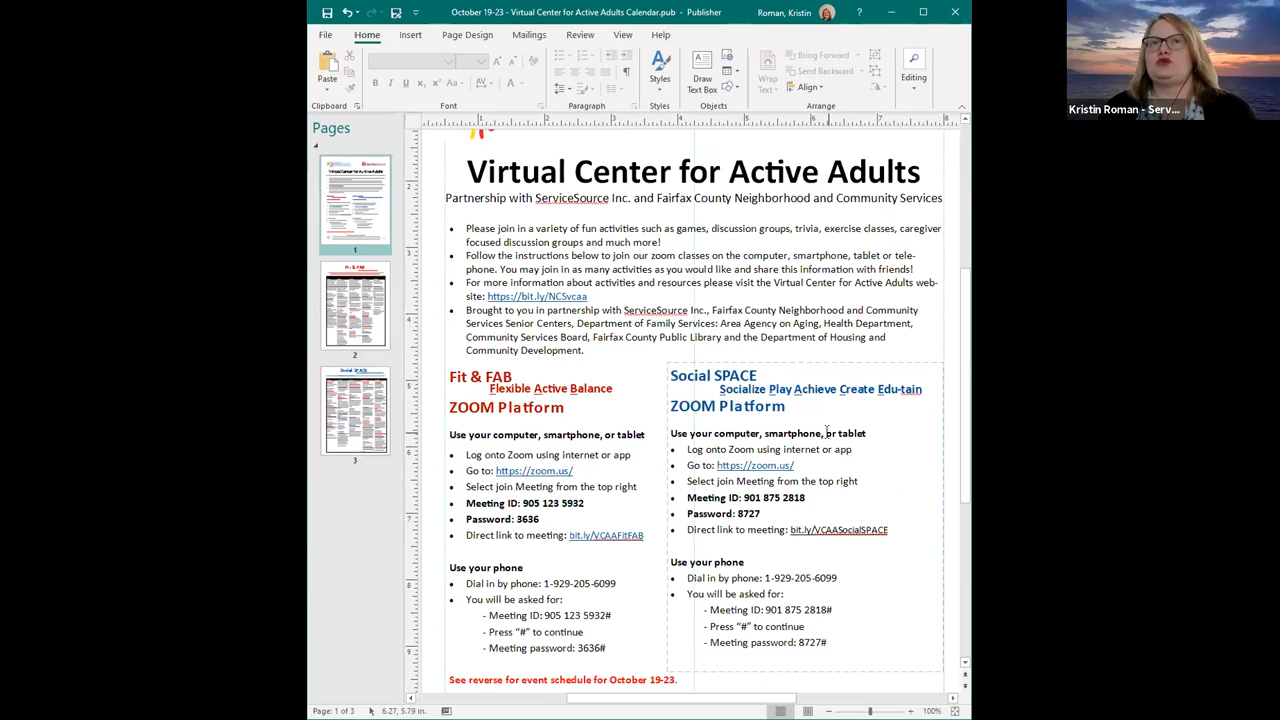 October 19-23 - Virtual Center for Active Adults Calendar.pub - Publisher
Roman, Kristin
?
File Home Insert Page Design Mailings Review View Help
Paste
Styles
Draw Text Box
Wrap Text
Bring Forward
Send Backward
Align
Editing
Clipboard Font Paragraph Styles Objects Arrange
Pages
1
2
3
Virtual Center for Active Adults
Partnership with ServiceSource Inc. and Fairfax County Neighborhood and Community Services
• Please join in a variety of fun activities such as games, discussion groups, trivia, exercise classes, caregiver
focused discussion groups and much more!
• Follow the instructions below to join our zoom classes on the computer, smartphone, tablet or tele-
phone. You may join in as many activities as you would like and share this information with friends!
• For more information about activities and resources please visit the Virtual Center for Active Adults web-
site: https://bit.ly/NCSvcaa
• Brought to you in partnership with ServiceSource Inc., Fairfax County Neighborhood and Community
Services Senior Centers, Department of Family Services: Area Agency on Aging, Health Department,
Community Services Board, Fairfax County Public Library and the Department of Housing and
Community Development.
Fit & FAB
Flexible Active Balance
ZOOM Platform
Use your computer, smartphone, or tablet
• Log onto Zoom using internet or app
• Go to: https://zoom.us/
• Select join Meeting from the top right
• Meeting ID: 905 123 5932
• Password: 3636
• Direct link to meeting: bit.ly/VCAAFitFAB
Use your phone
• Dial in by phone: 1-929-205-6099
• You will be asked for:
- Meeting ID: 905 123 5932#
- Press “#” to continue
- Meeting password: 3636#
Social SPACE
Socialize Play Achieve Create Edu-tain
ZOOM Platform
Use your computer, smartphone, or tablet
• Log onto Zoom using internet or app
• Go to: https://zoom.us/
• Select join Meeting from the top right
• Meeting ID: 901 875 2818
• Password: 8727
• Direct link to meeting: bit.ly/VCAASocialSPACE
Use your phone
• Dial in by phone: 1-929-205-6099
• You will be asked for:
- Meeting ID: 901 875 2818#
- Press “#” to continue
- Meeting password: 8727#
See reverse for event schedule for October 19-23.
Page: 1 of 3
6.27, 5.79 in.
100%
Kristin Roman - Serv...